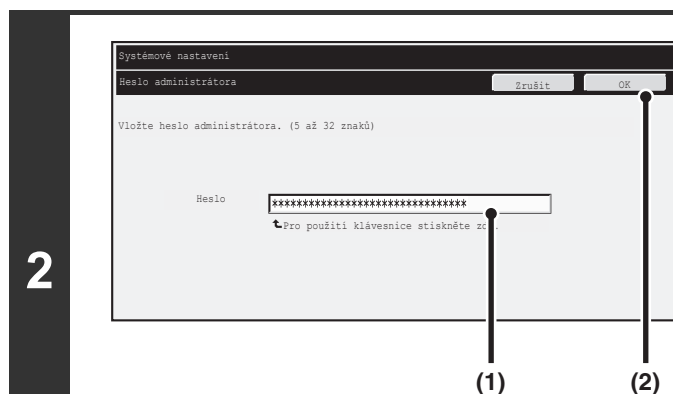 Systémové nastavení
Heslo administrátora Zrušit OK
Vložte heslo administrátora. (5 až 32 znaků)
Heslo ********************************
Pro použití klávesnice stiskněte
2
(1) (2)